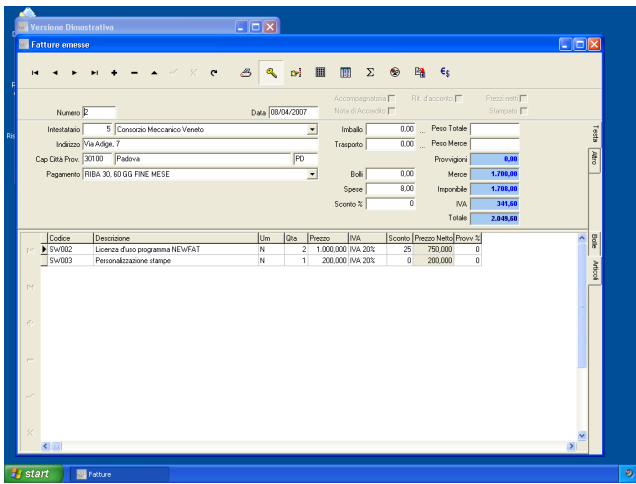 Versione Dimostrativa
Fatture emesse
€$
Accompagnatoria Rit. d'acconto Prezzi netti
Numero 2 Data 08/04/2007 Nota di Accredito Stampato
Intestatario 5 Consorzio Meccanico Veneto Imballo 0,00 ... Peso Totale
Indirizzo Via Adige, 7 Trasporto 0,00 ... Peso Merce
Cap Città Prov. 30100 Padova PD Provvigioni 0,00
Pagamento RIBA 30, 60 GG FINE MESE Bolli 0,00 Merce 1.700,00
Spese 8,00 Imponibile 1.708,00
Sconto % 0 IVA 341,60
Totale 2.049,60
Testa
Altro
Codice Descrizione Um Qta Prezzo IVA Sconto Prezzo Netto Provv %
SW002 Licenza d'uso programma NEWFAT N 2 1.000,000 IVA 20% 25 750,000 0
SW003 Personalizzazione stampe N 1 200,000 IVA 20% 0 200,000 0
Bolle
Articoli
start Fatture